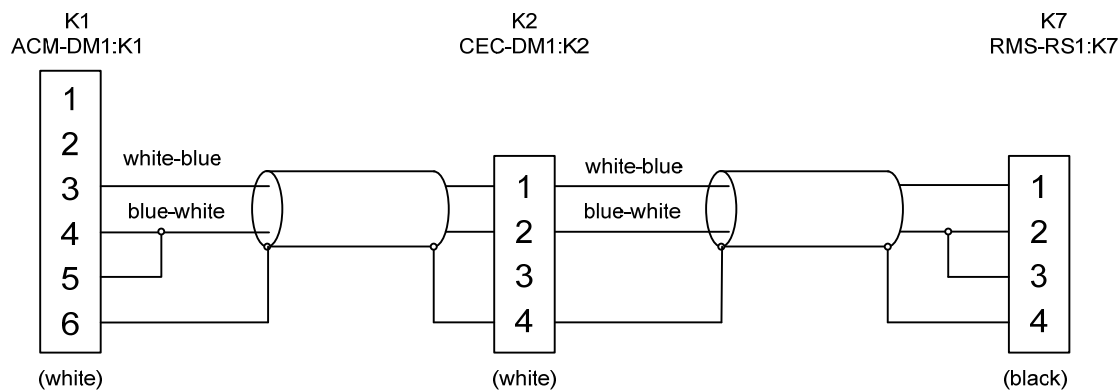 K1
ACM-DM1:K1
K2
CEC-DM1:K2
K7
RMS-RS1:K7
1
2
3
4
5
6
white-blue
blue-white
1
2
3
4
white-blue
blue-white
1
2
3
4
(white)
(white)
(black)